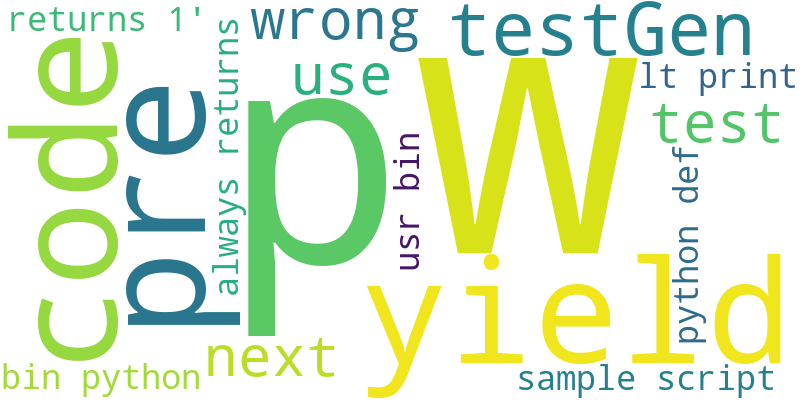 returns 1'
wrong
testGen
code
pre
always returns
use
p
W
lt print
test
usr bin
python def
yield
next
bin python
sample script